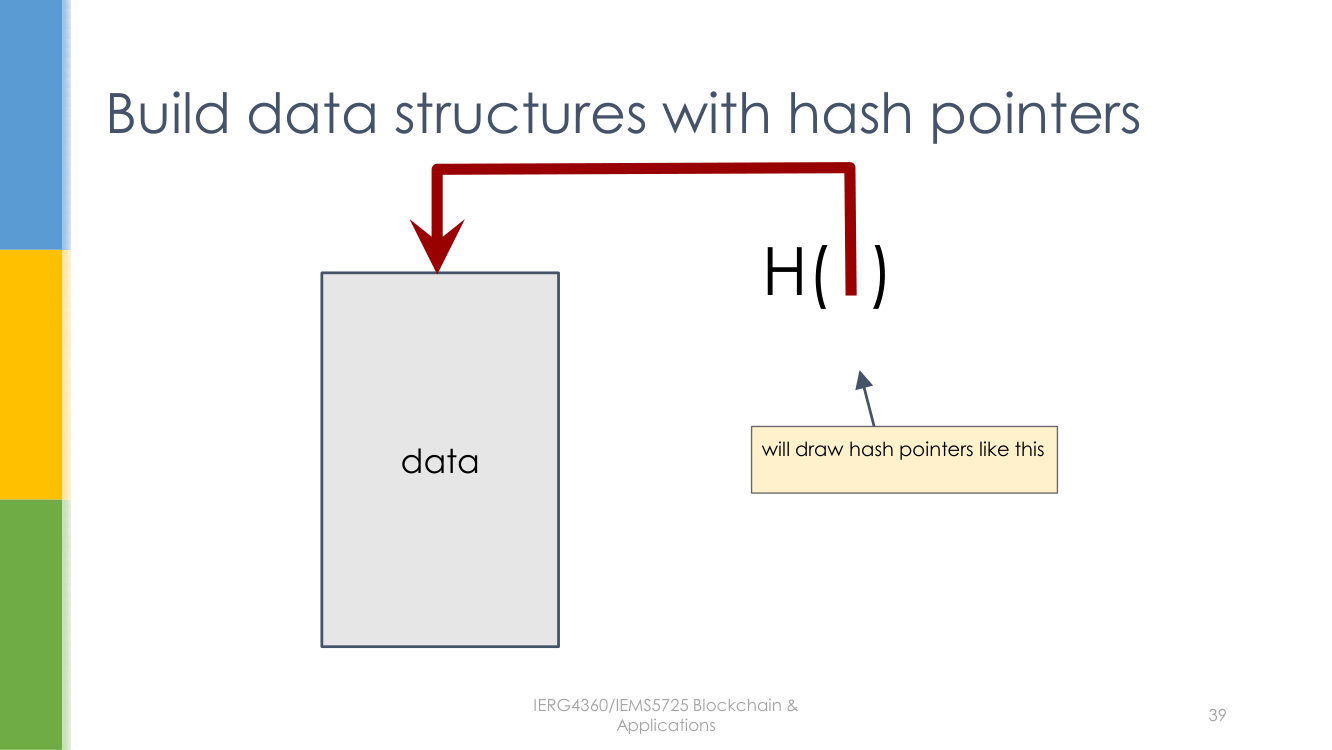 Build data structures with hash pointers
H( )
data
will draw hash pointers like this
IERG4360/IEMS5725 Blockchain &
Applications
39